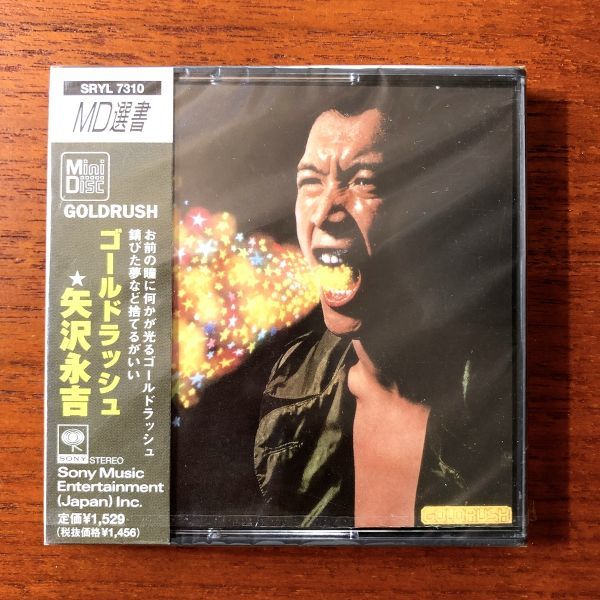 SRYL 7310
MD選書
Mini
Disc
GOLDRUSH
お前の瞳に何かが光るゴールドラッシュ
錆びた夢など捨てるがいい
ゴールドラッシュ
★矢沢永吉
SONY STEREO
Sony Music
Entertainment
(Japan) Inc.
定価¥1,529
(税抜価格¥1,456)
GOLDRUSH